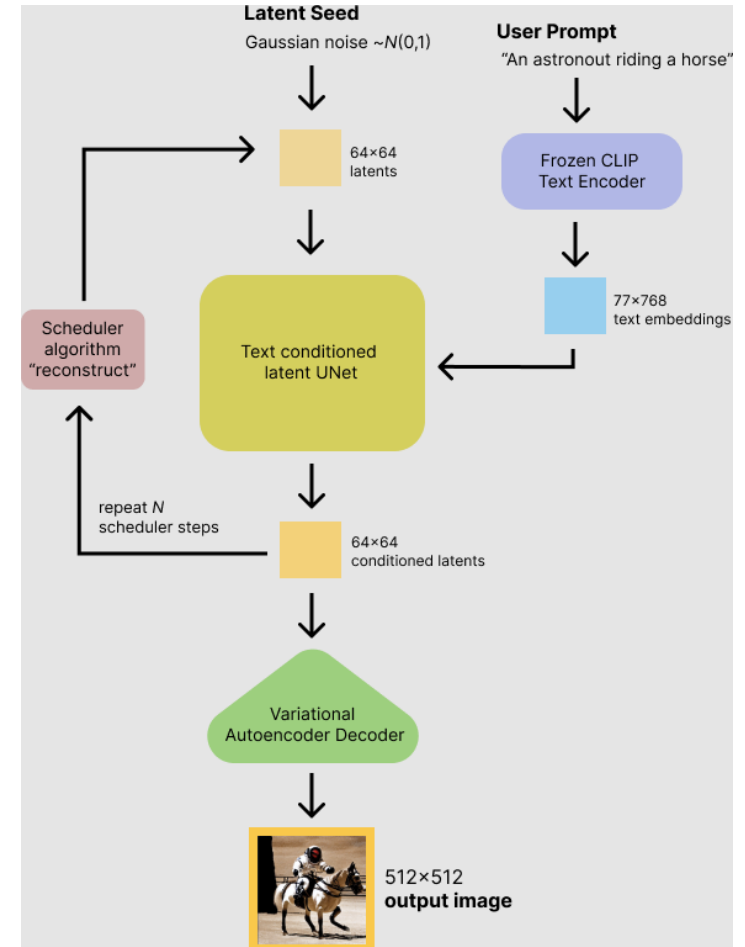 Latent Seed
Gaussian noise ~N(0,1)
User Prompt
“An astronout riding a horse”
64×64
latents
Frozen CLIP
Text Encoder
77×768
text embeddings
Scheduler
algorithm
“reconstruct”
Text conditioned
latent UNet
repeat N
scheduler steps
64×64
conditioned latents
Variational
Autoencoder Decoder
512×512
output image